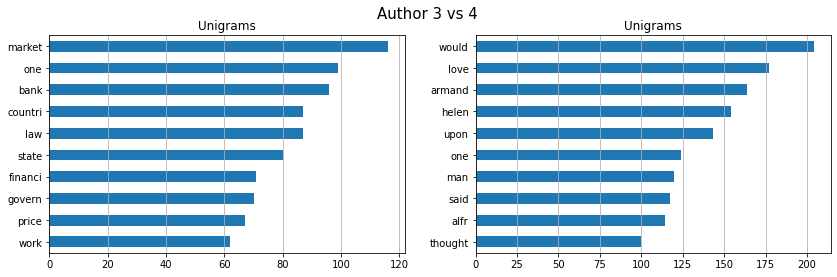 Author 3 vs 4
Unigrams
market
one
bank
countri
law
state
financi
govern
price
work
0 20 40 60 80 100 120
Unigrams
would
love
armand
helen
upon
one
man
said
alfr
thought
0 25 50 75 100 125 150 175 200